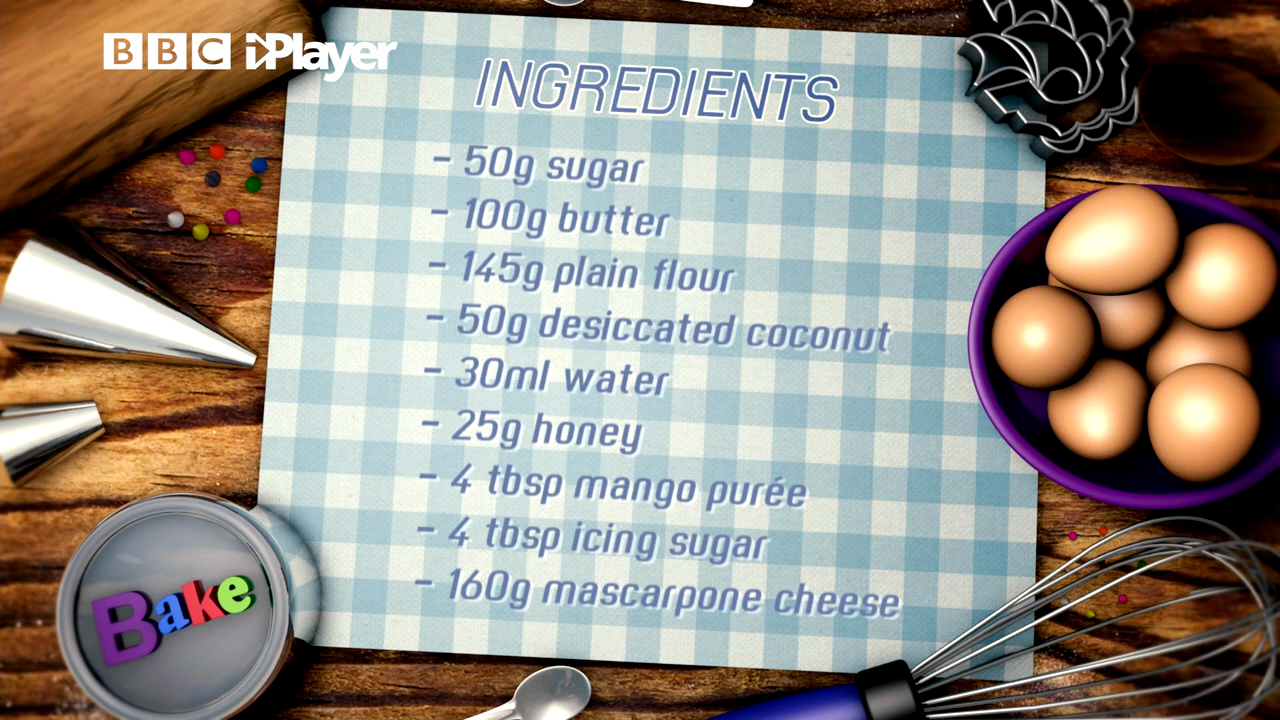 BBC iPlayer
INGREDIENTS
- 50g sugar
- 100g butter
- 145g plain flour
- 50g desiccated coconut
- 30ml water
- 25g honey
- 4 tbsp mango purée
- 4 tbsp icing sugar
- 160g mascarpone cheese
Bake